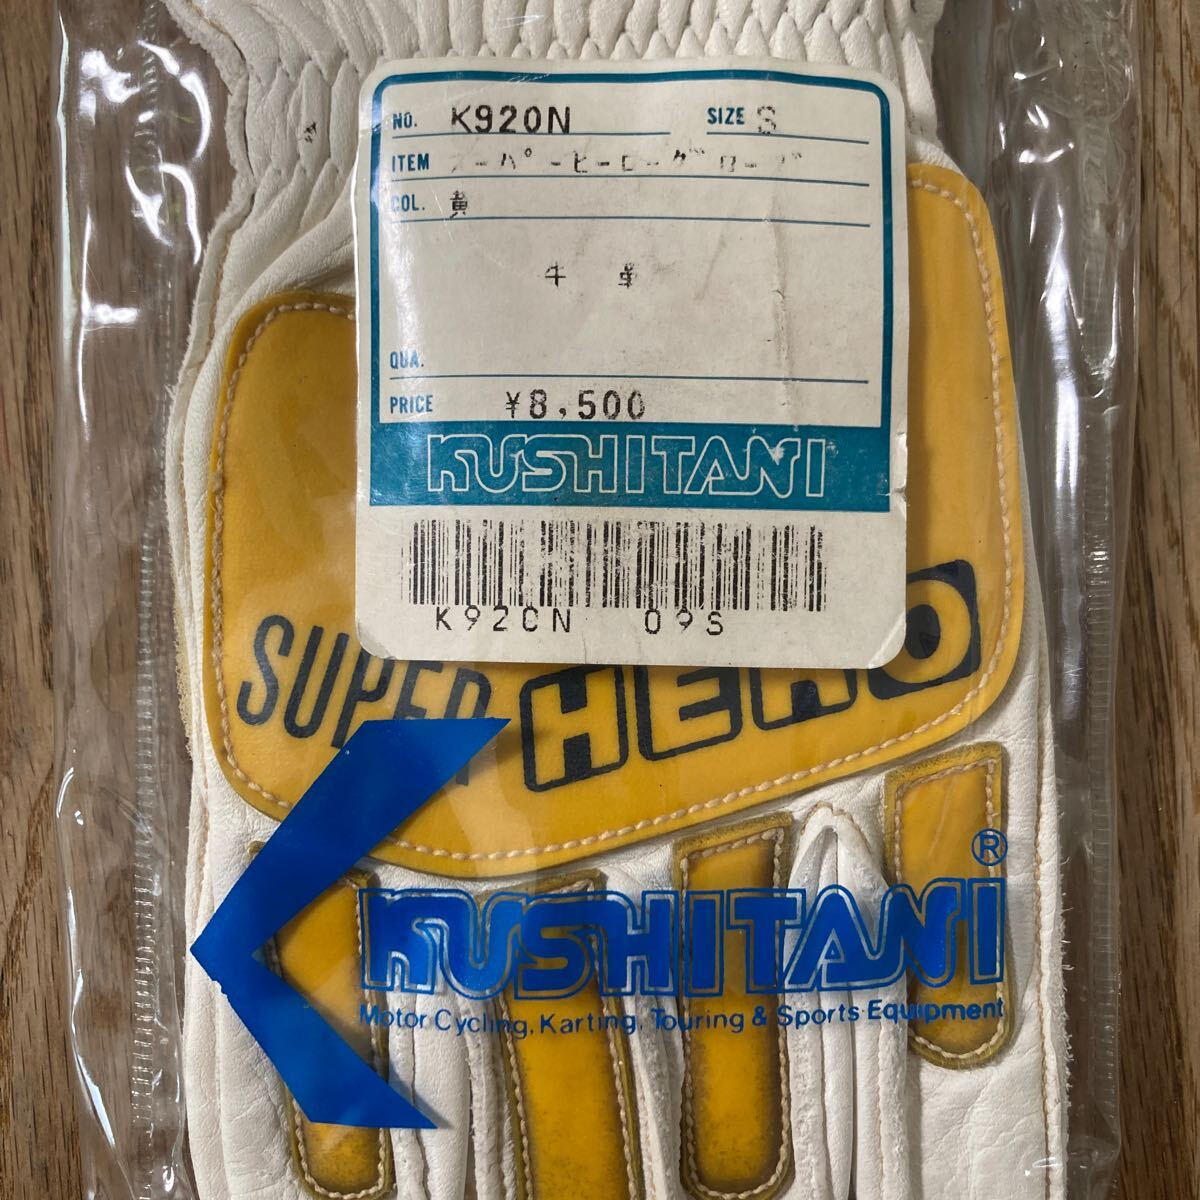 NO. K920N SIZE S
ITEM スーパーヒーローグローブ
COL. 黄
牛 革
QUA.
PRICE ¥8,500
KUSHITANI
K920N 09S
SUPER HERO
KUSHITANI®
Motor Cycling, Karting, Touring & Sports Equipment